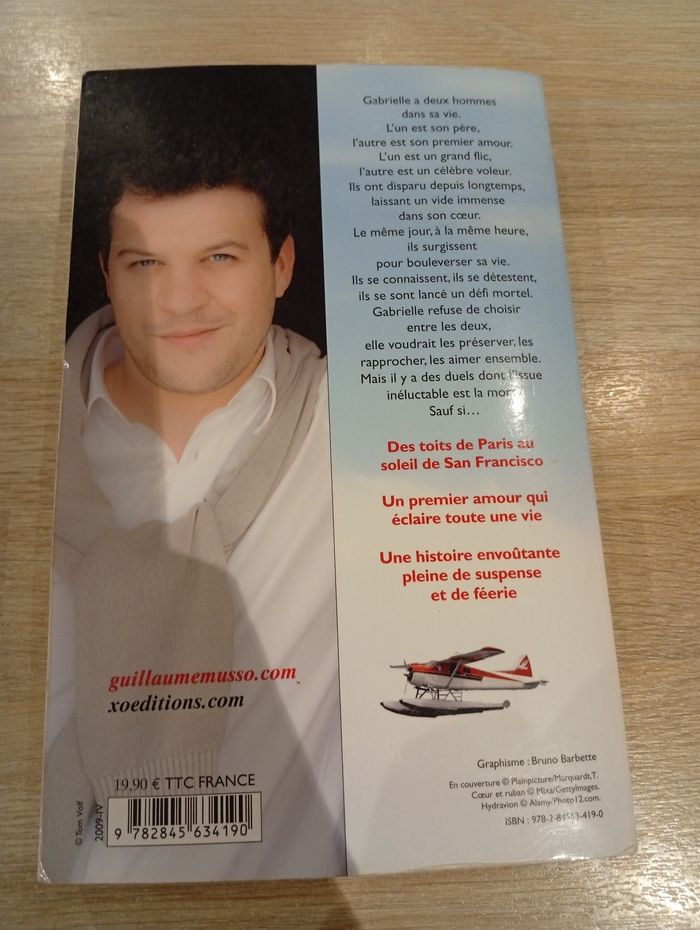 Gabrielle a deux hommes
dans sa vie.
L'un est son père,
l'autre est son premier amour.
L'un est un grand flic,
l'autre est un célèbre voleur.
Ils ont disparu depuis longtemps,
laissant un vide immense
dans son cœur.
Le même jour, à la même heure,
ils surgissent
pour bouleverser sa vie.
Ils se connaissent, ils se détestent,
ils se sont lancé un défi mortel.
Gabrielle refuse de choisir
entre les deux,
elle voudrait les préserver, les
rapprocher, les aimer ensemble.
Mais il y a des duels dont l'issue
inéluctable est la mort
Sauf si...
Des toits de Paris au
soleil de San Francisco
Un premier amour qui
éclaire toute une vie
Une histoire envoûtante
pleine de suspense
et de féerie
guillaumemusso.com
xoeditions.com
19,90 € TTC FRANCE
9 782845 634190
© Tom Volf
2009-IV
Graphisme : Bruno Barbette
En couverture © Plainpicture/Marquardt,T.
Cœur et ruban © Mixa/GettyImages.
Hydravion © Alamy/Photo12.com.
ISBN : 978-2-84563-419-0